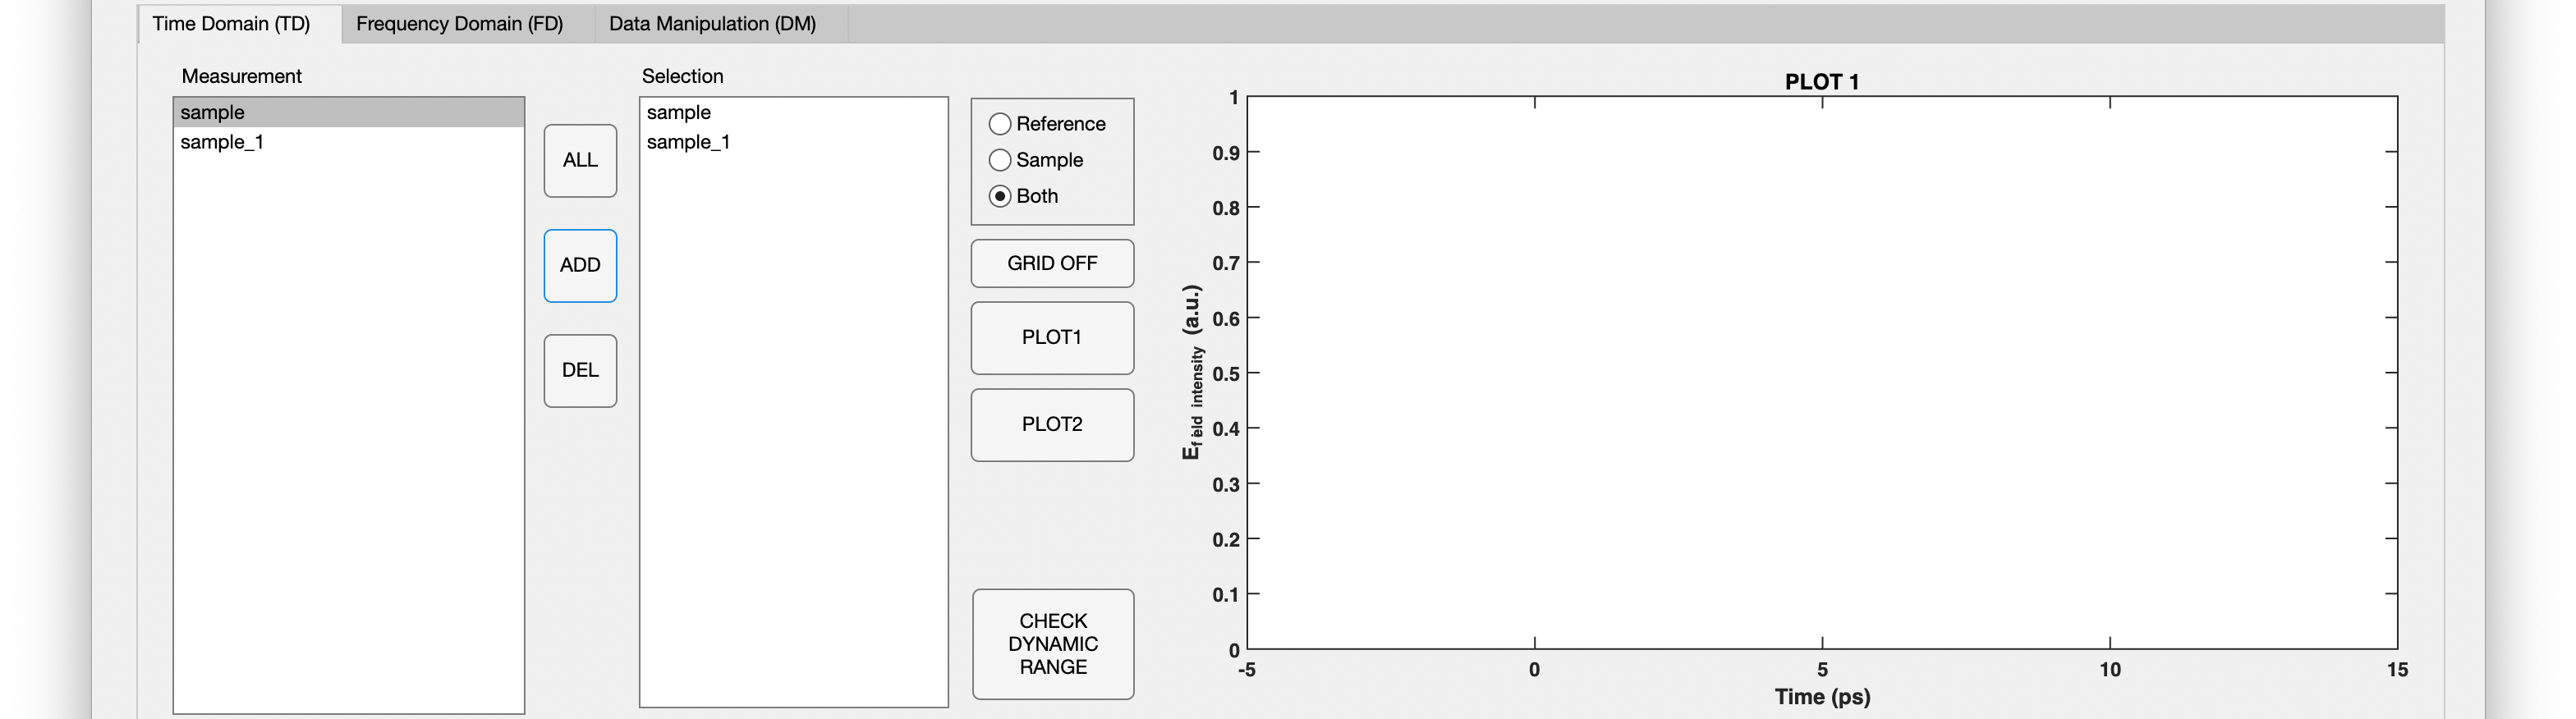 Time Domain (TD)
Frequency Domain (FD)
Data Manipulation (DM)
Measurement
sample
sample_1
ALL
ADD
DEL
Selection
sample
sample_1
Reference
Sample
Both
GRID OFF
PLOT1
PLOT2
CHECK
DYNAMIC
RANGE
PLOT 1
1
0.9
0.8
0.7
0.6
0.5
0.4
0.3
0.2
0.1
0
E field intensity (a.u.)
-5
0
5
10
15
Time (ps)